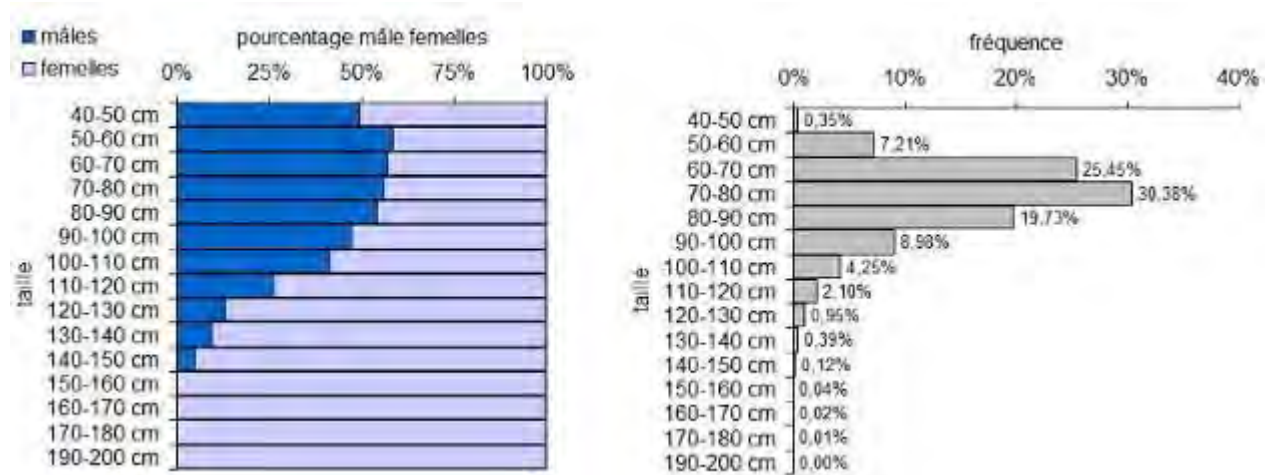 mâles
femelles
pourcentage mâle femelles
0% 25% 50% 75% 100%
taille
40-50 cm
50-60 cm
60-70 cm
70-80 cm
80-90 cm
90-100 cm
100-110 cm
110-120 cm
120-130 cm
130-140 cm
140-150 cm
150-160 cm
160-170 cm
170-180 cm
190-200 cm
fréquence
0% 10% 20% 30% 40%
taille
40-50 cm 0,35%
50-60 cm 7,21%
60-70 cm 25,45%
70-80 cm 30,38%
80-90 cm 19,73%
90-100 cm 8,98%
100-110 cm 4,25%
110-120 cm 2,10%
120-130 cm 0,95%
130-140 cm 0,39%
140-150 cm 0,12%
150-160 cm 0,04%
160-170 cm 0,02%
170-180 cm 0,01%
190-200 cm 0,00%